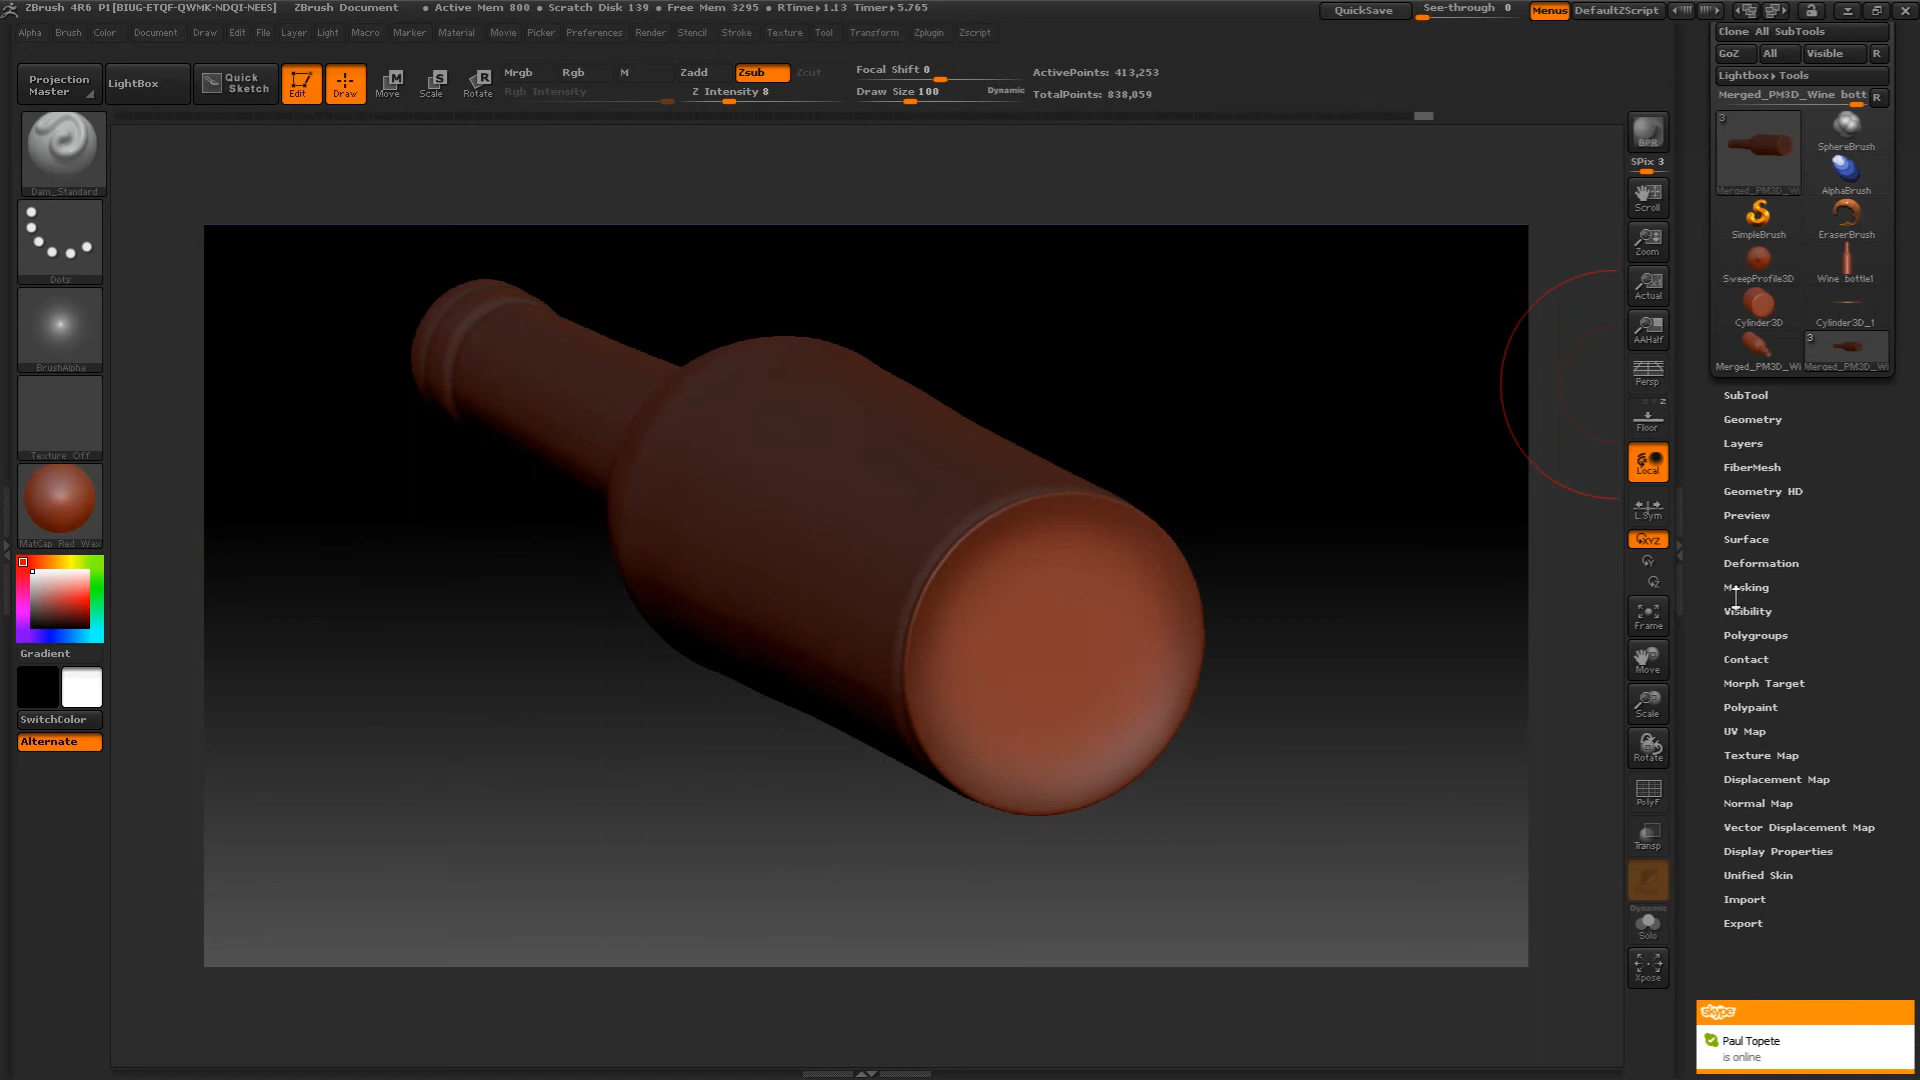 ZBrush 4R6 P1[BIUG-ETQF-QWMK-NDQI-NEES] ZBrush Document • Active Mem 800 • Scratch Disk 139 • Free Mem 3295 • RTime▸1.13 Timer▸5.765 QuickSave See-through 0 Menus DefaultZScript
Alpha Brush Color Document Draw Edit File Layer Light Macro Marker Material Movie Picker Preferences Render Stencil Stroke Texture Tool Transform Zplugin Zscript
Projection Master
LightBox
Quick Sketch
Edit
Draw
Move
Scale
Rotate
Mrgb Rgb M Zadd Zsub Zcut
Rgb Intensity Z Intensity 8
Focal Shift 0
Draw Size 100 Dynamic
ActivePoints: 413,253
TotalPoints: 838,059
Dam_Standard
Dots
BrushAlpha
Texture Off
MatCap Red Wax
Gradient
SwitchColor
Alternate
BPR
SPix 3
Scroll
Zoom
Actual
AAHalf
Persp
Floor
Local
L.Sym
XYZ
Y
Z
Frame
Move
Scale
Rotate
PolyF
Transp
Dynamic
Solo
Xpose
Clone All SubTools
GoZ All Visible R
Lightbox▸Tools
Merged_PM3D_Wine bott R
3
Merged_PM3D_Wi
SphereBrush
AlphaBrush
SimpleBrush EraserBrush
SweepProfile3D Wine bottle1
Cylinder3D Cylinder3D_1
3
Merged_PM3D_Wi Merged_PM3D_Wi
SubTool
Geometry
Layers
FiberMesh
Geometry HD
Preview
Surface
Deformation
Masking
Visibility
Polygroups
Contact
Morph Target
Polypaint
UV Map
Texture Map
Displacement Map
Normal Map
Vector Displacement Map
Display Properties
Unified Skin
Import
Export
skype
Paul Topete
is online